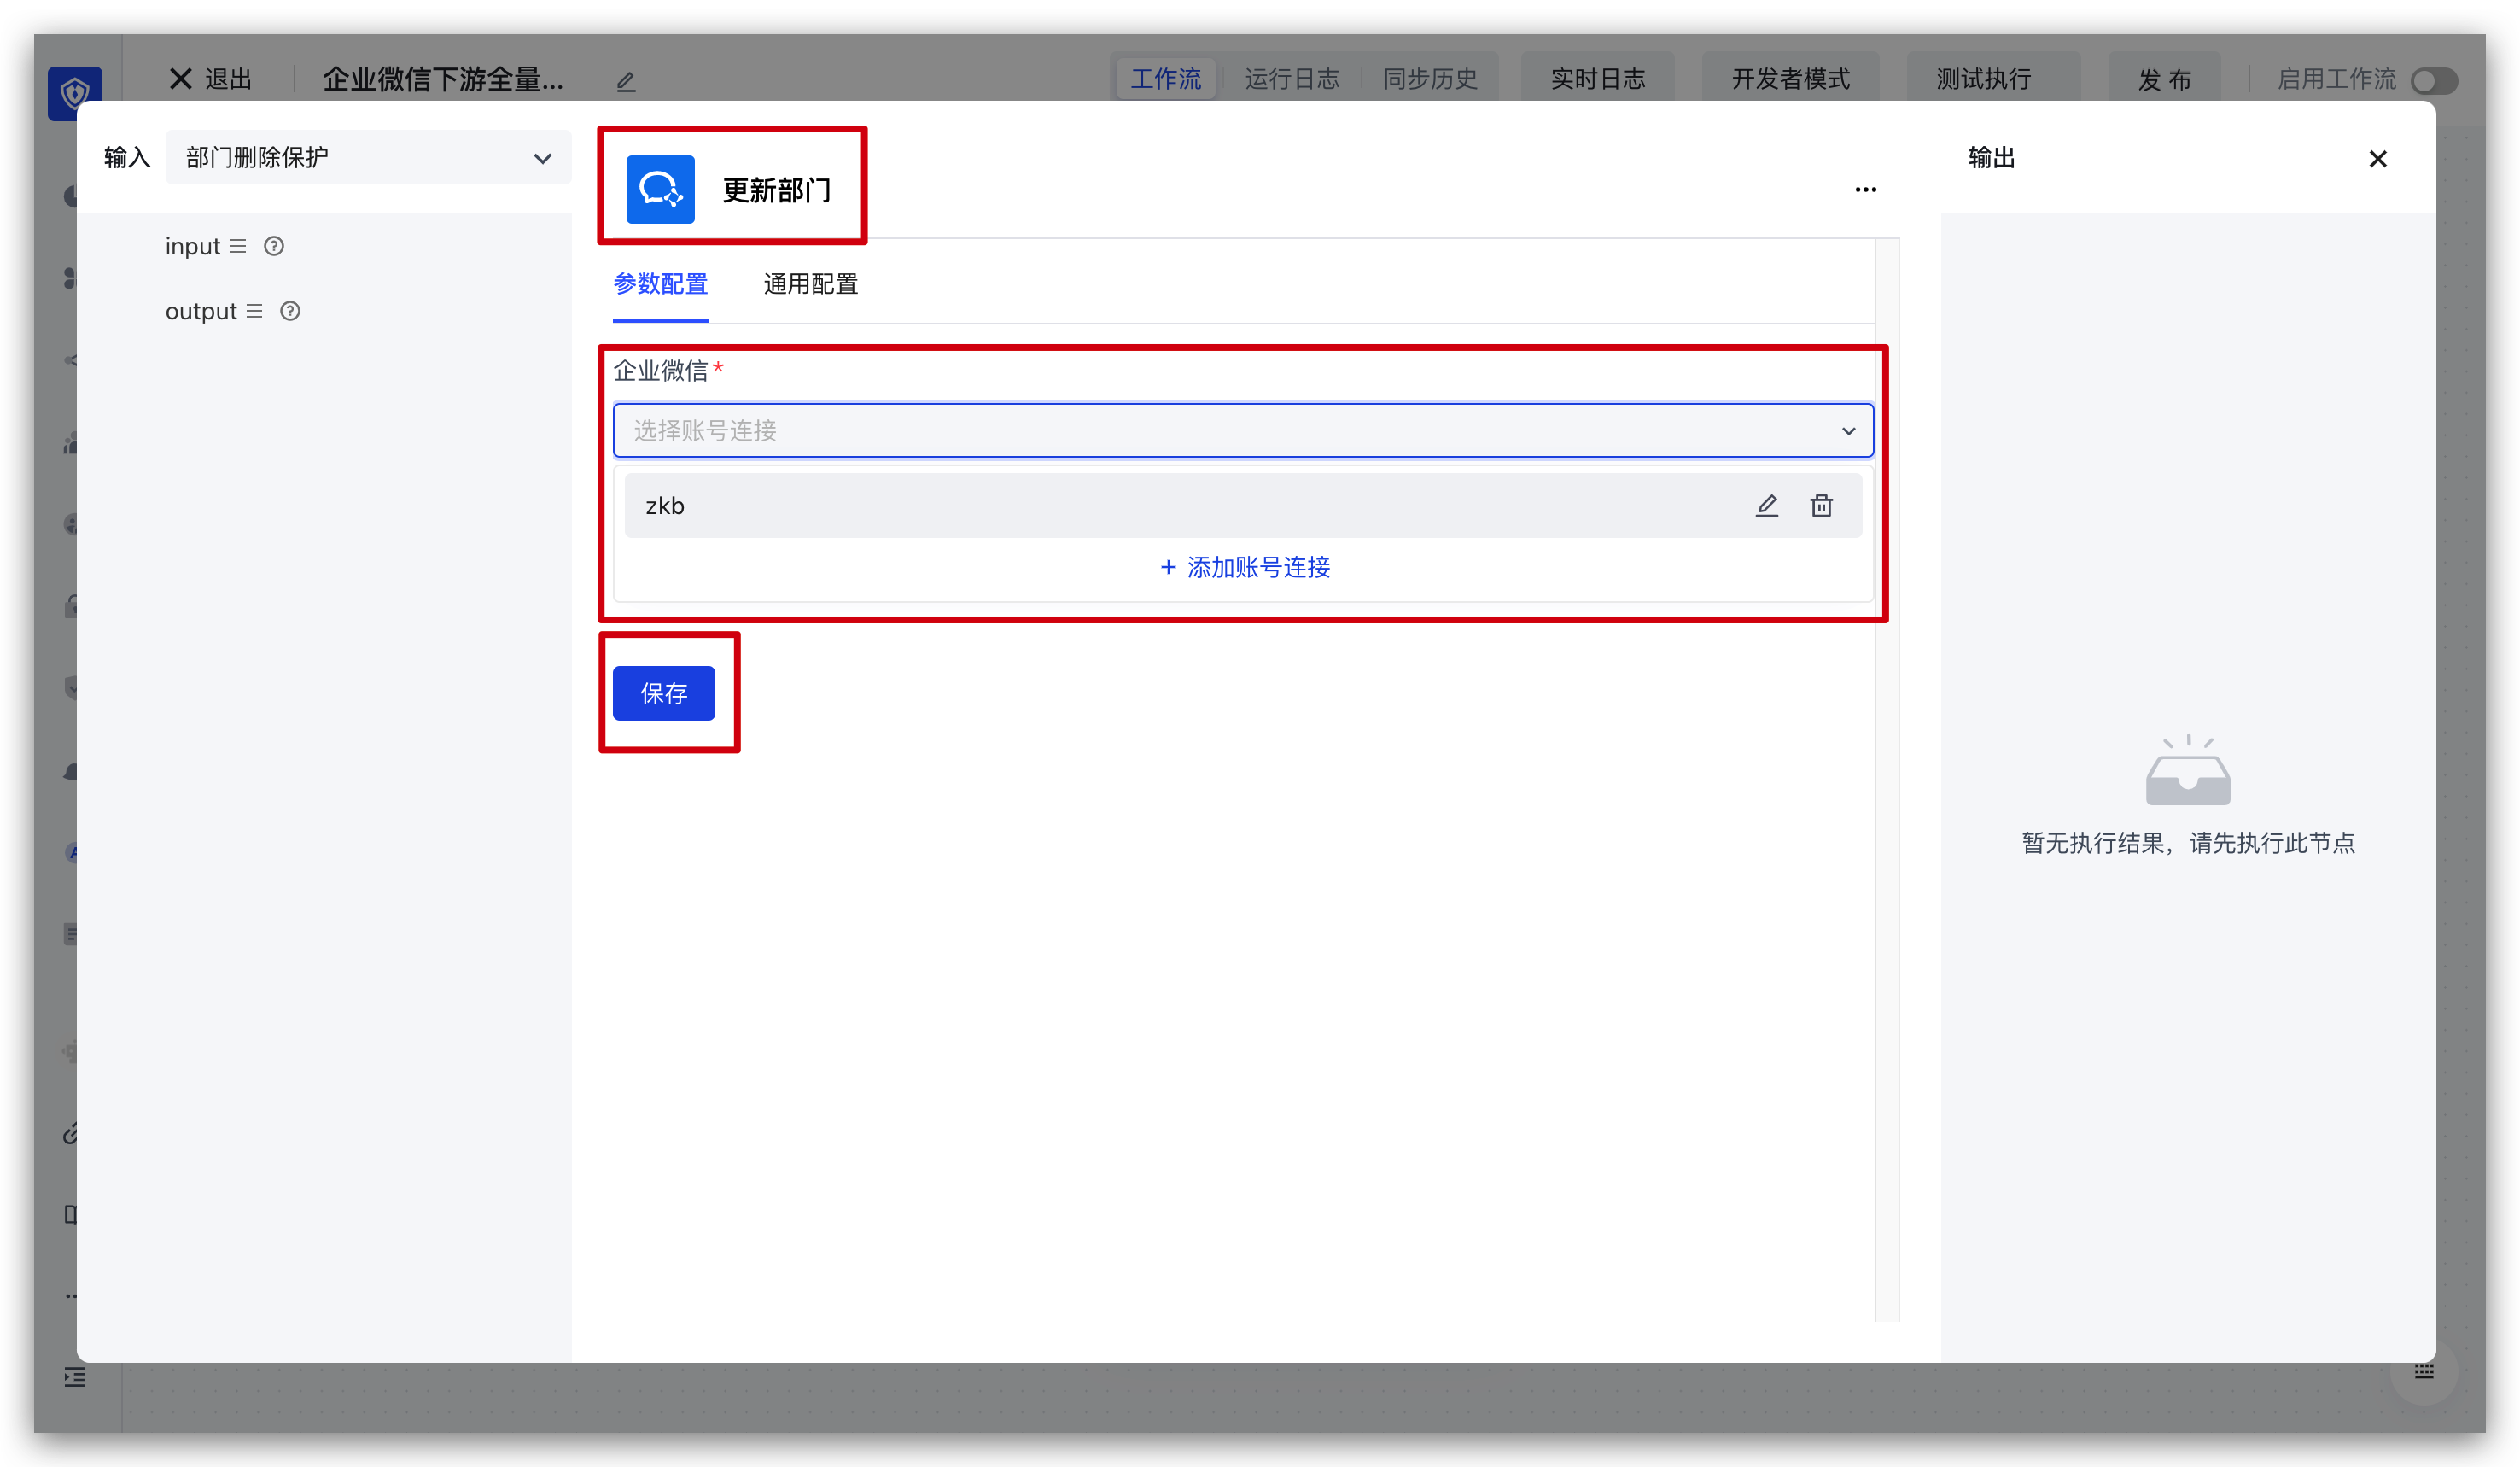 退出
企业微信下游全量...
工作流
运行日志
同步历史
实时日志
开发者模式
测试执行
发 布
启用工作流
输入
部门删除保护
input
output
更新部门
参数配置
通用配置
企业微信*
选择账号连接
zkb
+ 添加账号连接
保存
输出
暂无执行结果，请先执行此节点